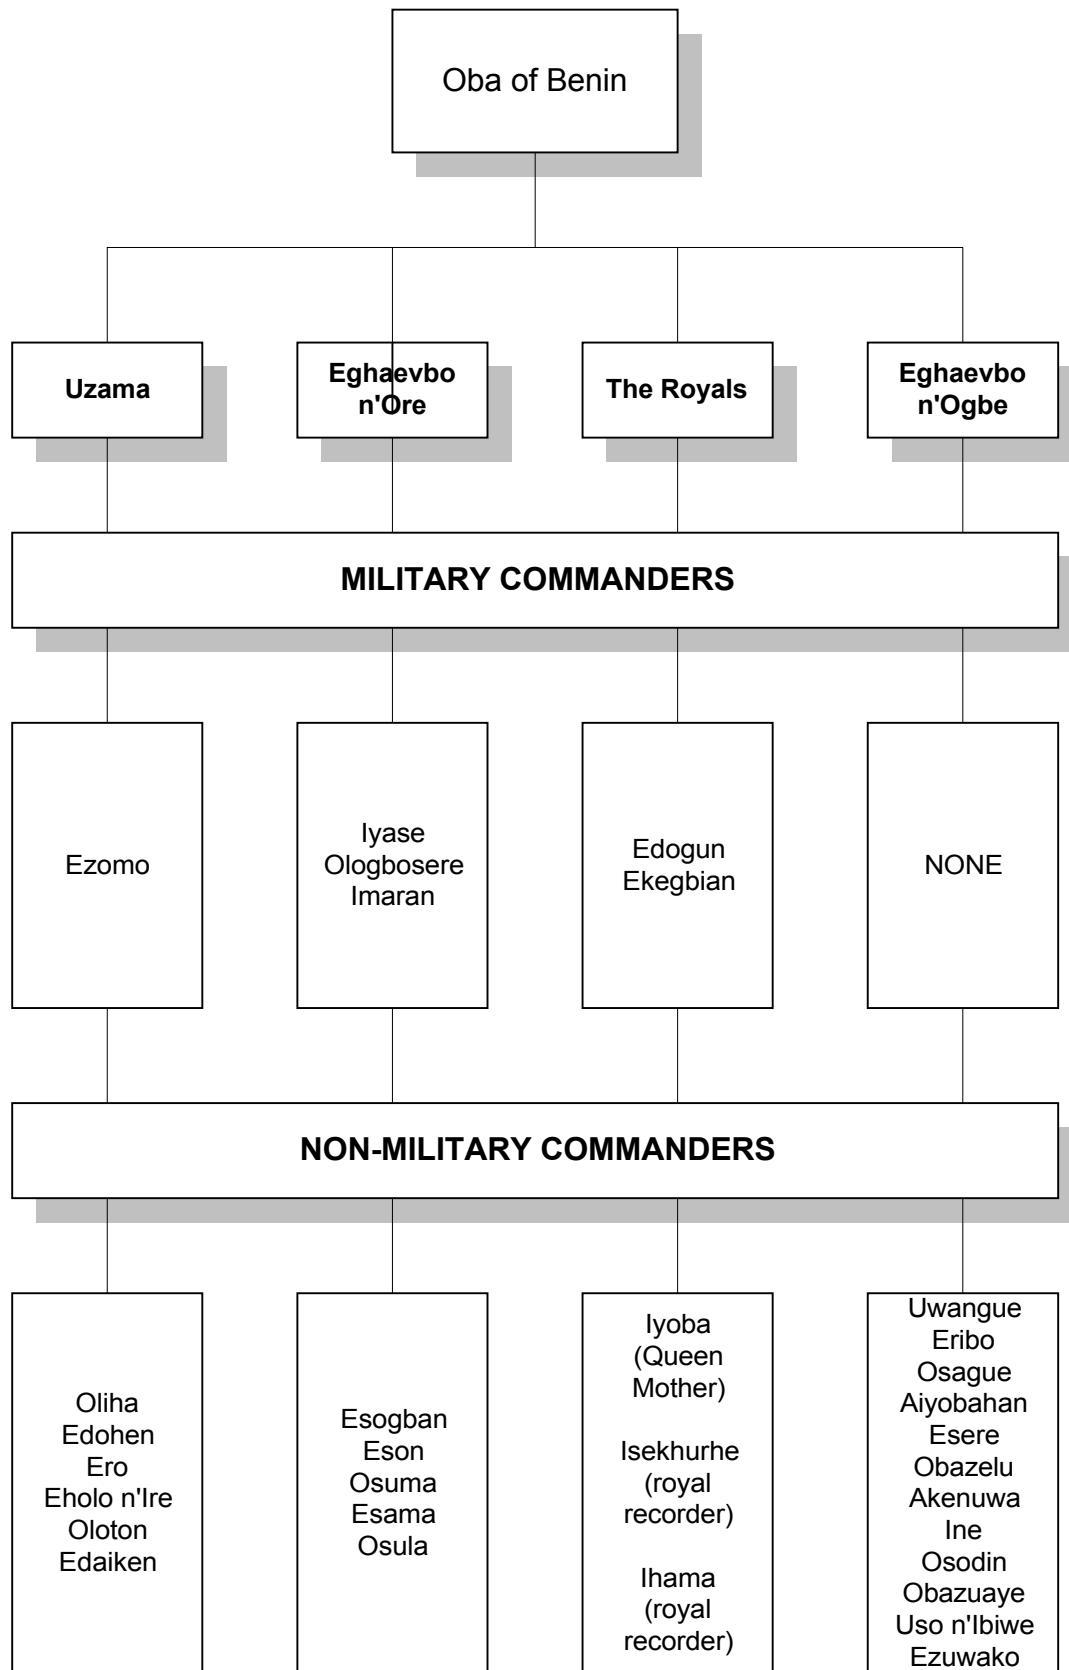 Oba of Benin
Uzama
Eghaevbo
n'Ore
The Royals
Eghaevbo
n'Ogbe
MILITARY COMMANDERS
Ezomo
Iyase
Ologbosere
Imaran
Edogun
Ekegbian
NONE
NON-MILITARY COMMANDERS
Oliha
Edohen
Ero
Eholo n'Ire
Oloton
Edaiken
Esogban
Eson
Osuma
Esama
Osula
Iyoba
(Queen
Mother)
Isekhurhe
(royal
recorder)
Ihama
(royal
recorder)
Uwangue
Eribo
Osague
Aiyobahan
Esere
Obazelu
Akenuwa
Ine
Osodin
Obazuaye
Uso n'Ibiwe
Ezuwako